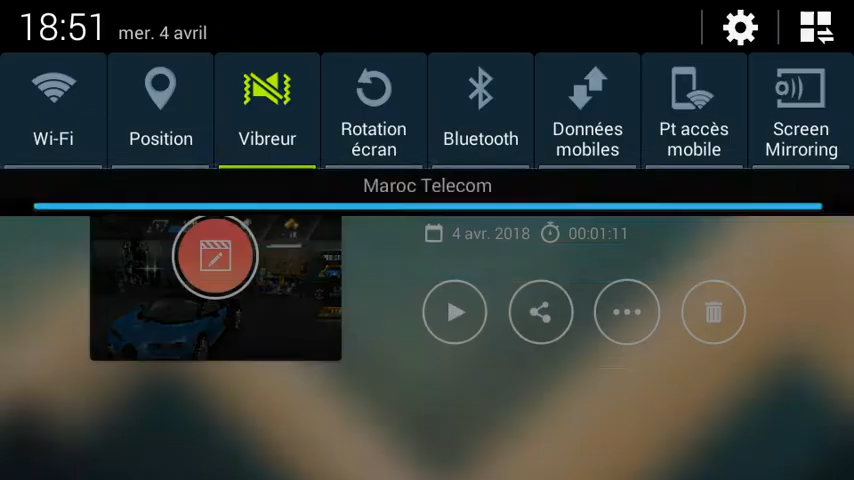 18:51 mer. 4 avril
Wi-Fi
Position
Vibreur
Rotation
écran
Bluetooth
Données
mobiles
Pt accès
mobile
Screen
Mirroring
Maroc Telecom
4 avr. 2018 00:01:11